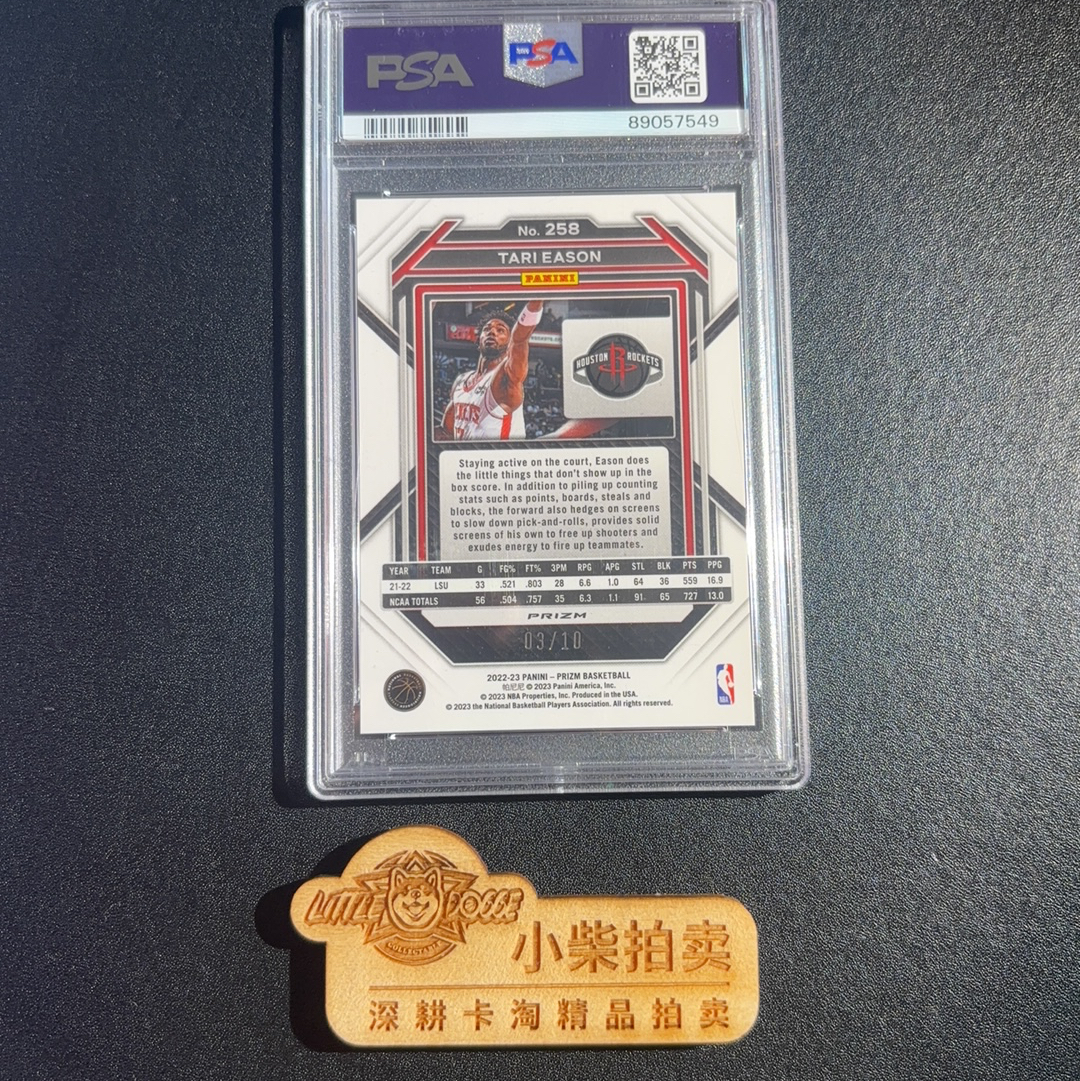 PSA
PSA
89057549
No. 258
TARI EASON
PANINI
HOUSTON R ROCKETS
Staying active on the court, Eason does
the little things that don't show up in the
box score. In addition to piling up counting
stats such as points, boards, steals and
blocks, the forward also hedges on screens
to slow down pick-and-rolls, provides solid
screens of his own to free up shooters and
exudes energy to fire up teammates.
YEAR TEAM G FG% FT% 3PM RPG APG STL BLK PTS PPG
21-22 LSU 33 .521 .803 28 6.6 1.0 64 36 559 16.9
NCAA TOTALS 56 .504 .757 35 6.3 1.1 91 65 727 13.0
PRIZM
03/10
2022-23 PANINI – PRIZM BASKETBALL
帕尼尼 © 2023 Panini America, Inc.
© 2023 NBA Properties, Inc. Produced in the USA.
© 2023 the National Basketball Players Association. All rights reserved.
NBA
LITTLE DOGGE
COLLECTABLE
小柴拍卖
深耕卡淘精品拍卖